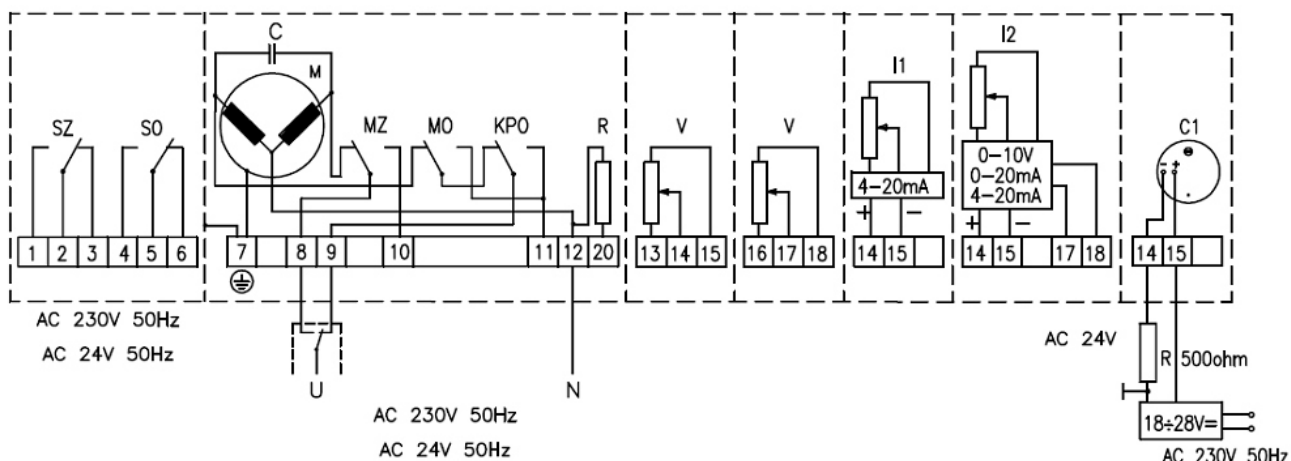 C
M
SZ
SO
MZ
MO
KPO
R
V
V
I1
4-20mA
+ -
I2
0-10V
0-20mA
4-20mA
+ -
C1
- +
1 2 3 4 5 6
7 8 9 10 11 12 20
13 14 15
16 17 18
14 15
14 15 17 18
14 15
AC 230V 50Hz
AC 24V 50Hz
U
N
AC 230V 50Hz
AC 24V 50Hz
AC 24V
R 500ohm
18÷28V=
AC 230V 50Hz